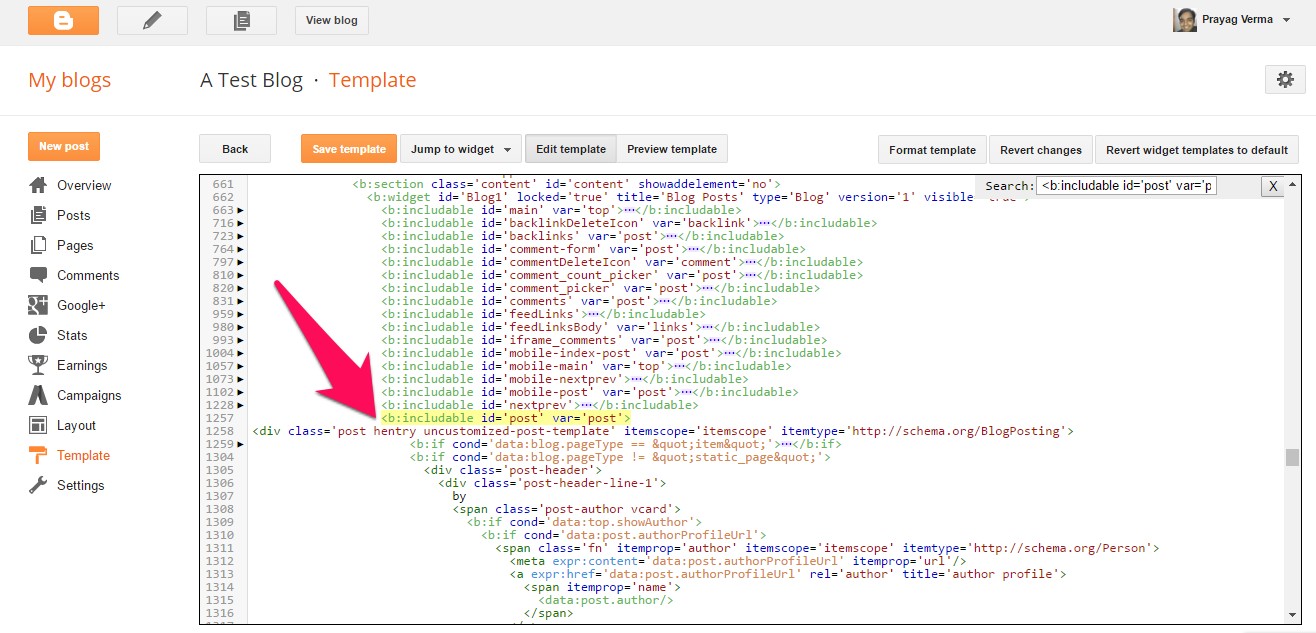 View blog
Prayag Verma
My blogs
A Test Blog · Template
New post
Overview
Posts
Pages
Comments
Google+
Stats
Earnings
Campaigns
Layout
Template
Settings
Back
Save template
Jump to widget
Edit template
Preview template
Format template
Revert changes
Revert widget templates to default
Search: <b:includable id='post' var='p
X
661 <b:section class='content' id='content' showaddelement='no'>
662 <b:widget id='Blog1' locked='true' title='Blog Posts' type='Blog' version='1' visible='true'>
663 <b:includable id='main' var='top'>⋯</b:includable>
716 <b:includable id='backlinkDeleteIcon' var='backlink'>⋯</b:includable>
723 <b:includable id='backlinks' var='post'>⋯</b:includable>
764 <b:includable id='comment-form' var='post'>⋯</b:includable>
797 <b:includable id='commentDeleteIcon' var='comment'>⋯</b:includable>
810 <b:includable id='comment_count_picker' var='post'>⋯</b:includable>
820 <b:includable id='comment_picker' var='post'>⋯</b:includable>
831 <b:includable id='comments' var='post'>⋯</b:includable>
959 <b:includable id='feedLinks'>⋯</b:includable>
980 <b:includable id='feedLinksBody' var='links'>⋯</b:includable>
993 <b:includable id='iframe_comments' var='post'>⋯</b:includable>
1004 <b:includable id='mobile-index-post' var='post'>⋯</b:includable>
1057 <b:includable id='mobile-main' var='top'>⋯</b:includable>
1073 <b:includable id='mobile-nextprev'>⋯</b:includable>
1102 <b:includable id='mobile-post' var='post'>⋯</b:includable>
1228 <b:includable id='nextprev'>⋯</b:includable>
1257 <b:includable id='post' var='post'>
1258 <div class='post hentry uncustomized-post-template' itemscope='itemscope' itemtype='http://schema.org/BlogPosting'>
1259 <b:if cond='data:blog.pageType == &quot;item&quot;'>⋯</b:if>
1304 <b:if cond='data:blog.pageType != &quot;static_page&quot;'>
1305 <div class='post-header'>
1306 <div class='post-header-line-1'>
1307 by
1308 <span class='post-author vcard'>
1309 <b:if cond='data:top.showAuthor'>
1310 <b:if cond='data:post.authorProfileUrl'>
1311 <span class='fn' itemprop='author' itemscope='itemscope' itemtype='http://schema.org/Person'>
1312 <meta expr:content='data:post.authorProfileUrl' itemprop='url'/>
1313 <a expr:href='data:post.authorProfileUrl' rel='author' title='author profile'>
1314 <span itemprop='name'>
1315 <data:post.author/>
1316 </span>